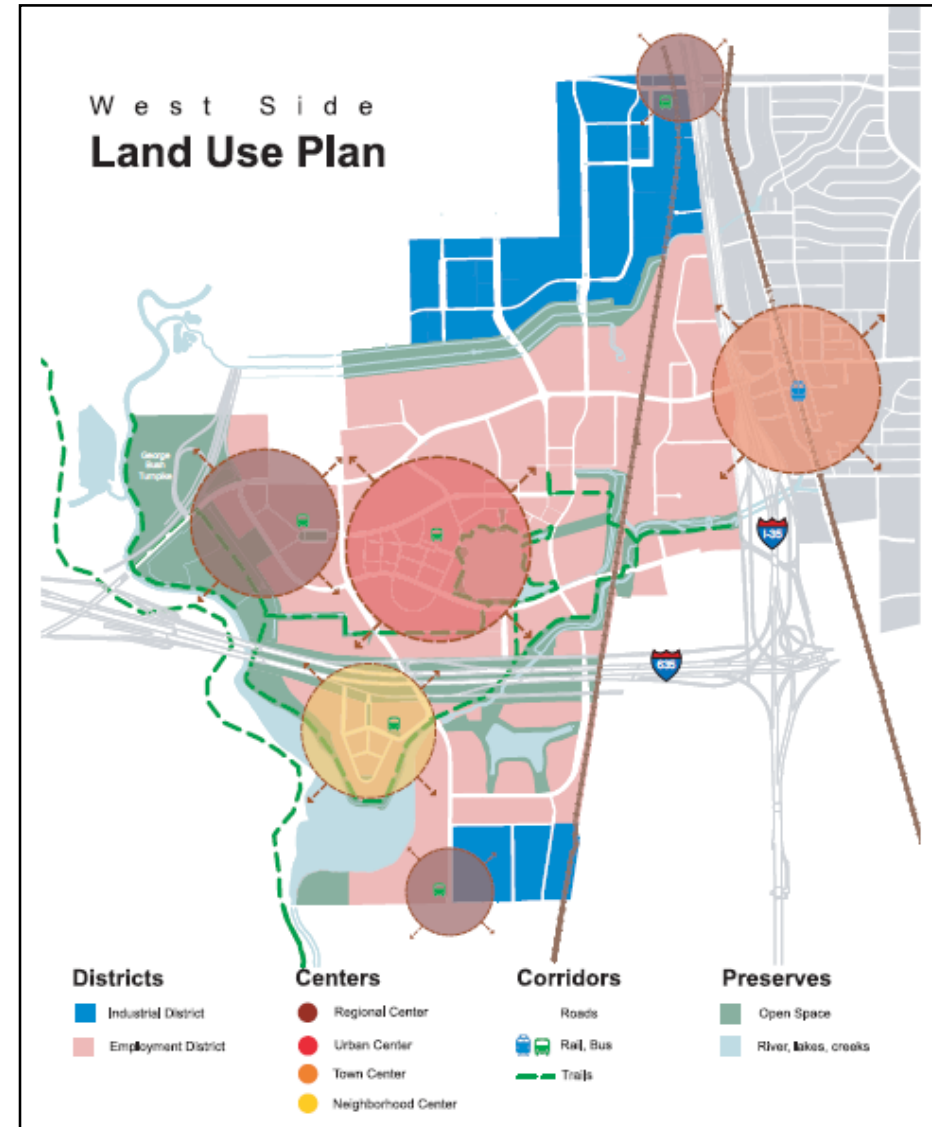 West Side
Land Use Plan
George
Bush
Turnpike
I-35
635
Districts
Industrial District
Employment District
Centers
Regional Center
Urban Center
Town Center
Neighborhood Center
Corridors
Roads
Rail, Bus
Trails
Preserves
Open Space
River, lakes, creeks